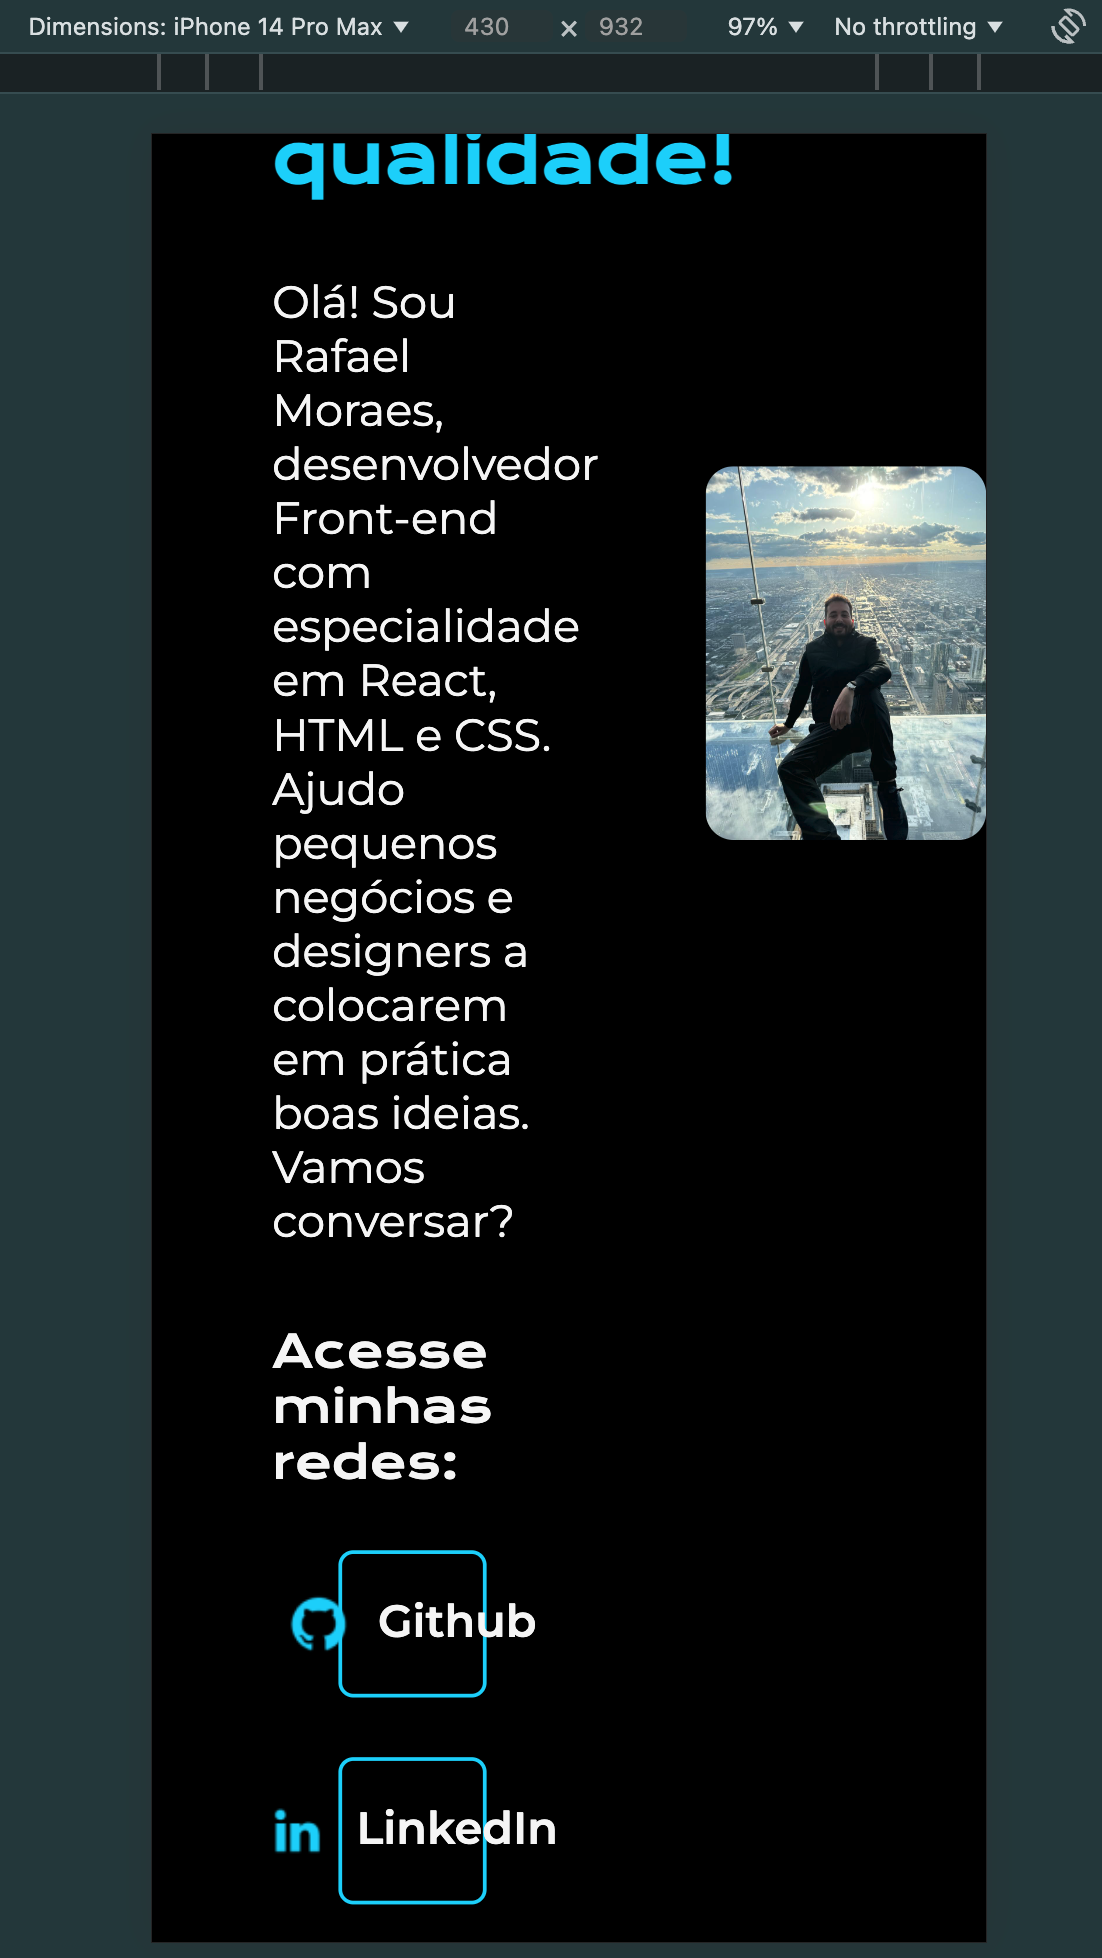 Dimensions: iPhone 14 Pro Max ▼ 430 × 932 97% ▼ No throttling ▼
qualidade!
Olá! Sou
Rafael
Moraes,
desenvolvedor
Front-end
com
especialidade
em React,
HTML e CSS.
Ajudo
pequenos
negócios e
designers a
colocarem
em prática
boas ideias.
Vamos
conversar?
Acesse
minhas
redes:
Github
in LinkedIn